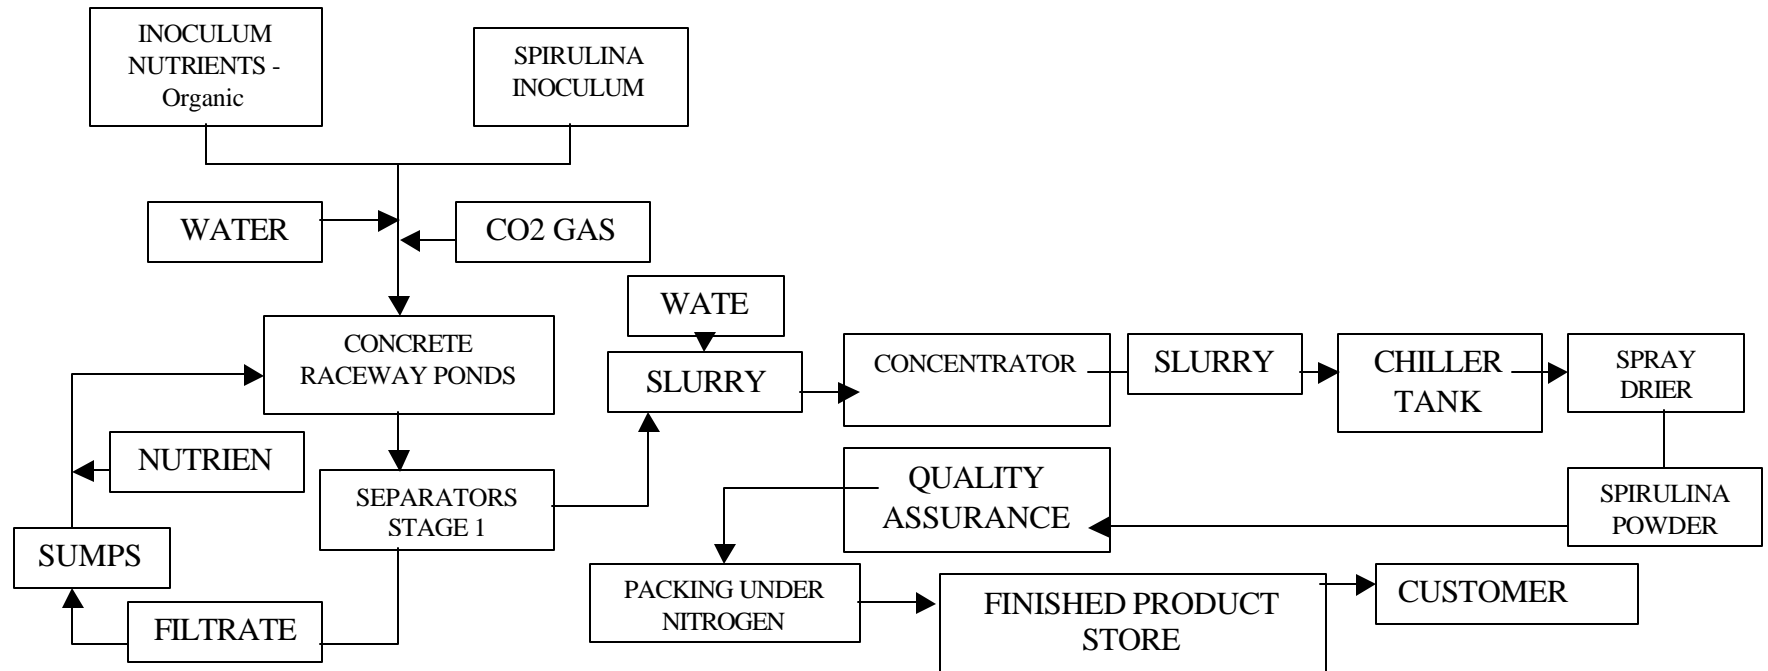 INOCULUM
NUTRIENTS -
Organic
SPIRULINA
INOCULUM
WATER
CO2 GAS
WATE
CONCRETE
RACEWAY PONDS
SLURRY
CONCENTRATOR
SLURRY
CHILLER
TANK
SPRAY
DRIER
NUTRIEN
SEPARATORS
STAGE 1
QUALITY
ASSURANCE
SPIRULINA
POWDER
SUMPS
FILTRATE
PACKING UNDER
NITROGEN
FINISHED PRODUCT
STORE
CUSTOMER